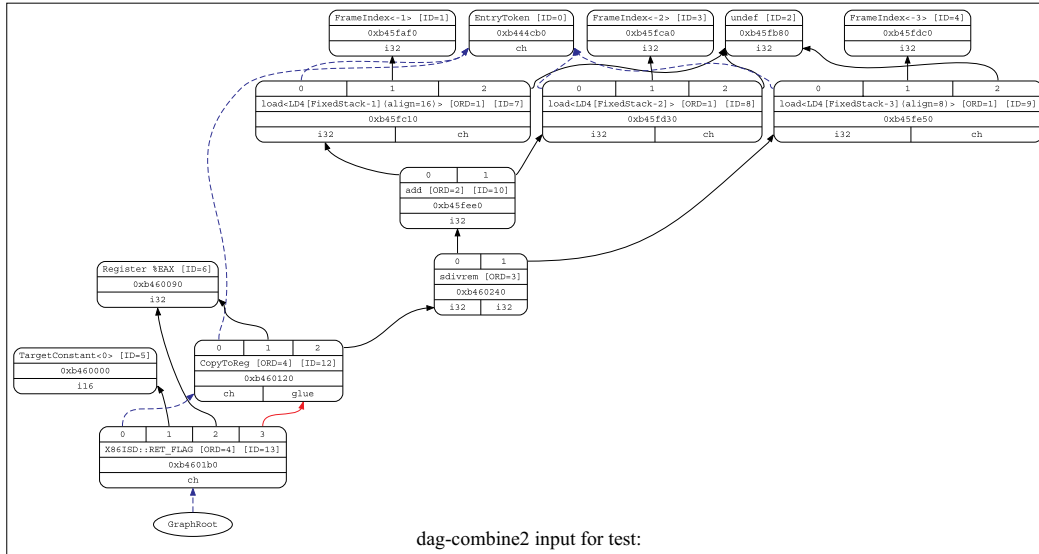 FrameIndex<-1> [ID=1]
0xb45faf0
i32
EntryToken [ID=0]
0xb444cb0
ch
FrameIndex<-2> [ID=3]
0xb45fca0
i32
undef [ID=2]
0xb45fb80
i32
FrameIndex<-3> [ID=4]
0xb45fdc0
i32
0 1 2
load<LD4[FixedStack-1](align=16)> [ORD=1] [ID=7]
0xb45fc10
i32 ch
0 1 2
load<LD4[FixedStack-2]> [ORD=1] [ID=8]
0xb45fd30
i32 ch
0 1 2
load<LD4[FixedStack-3](align=8)> [ORD=1] [ID=9]
0xb45fe50
i32 ch
0 1
add [ORD=2] [ID=10]
0xb45fee0
i32
0 1
sdivrem [ORD=3]
0xb460240
i32 i32
Register %EAX [ID=6]
0xb460090
i32
0 1 2
CopyToReg [ORD=4] [ID=12]
0xb460120
ch glue
TargetConstant<0> [ID=5]
0xb460000
i16
0 1 2 3
X86ISD::RET_FLAG [ORD=4] [ID=13]
0xb4601b0
ch
GraphRoot
dag-combine2 input for test: